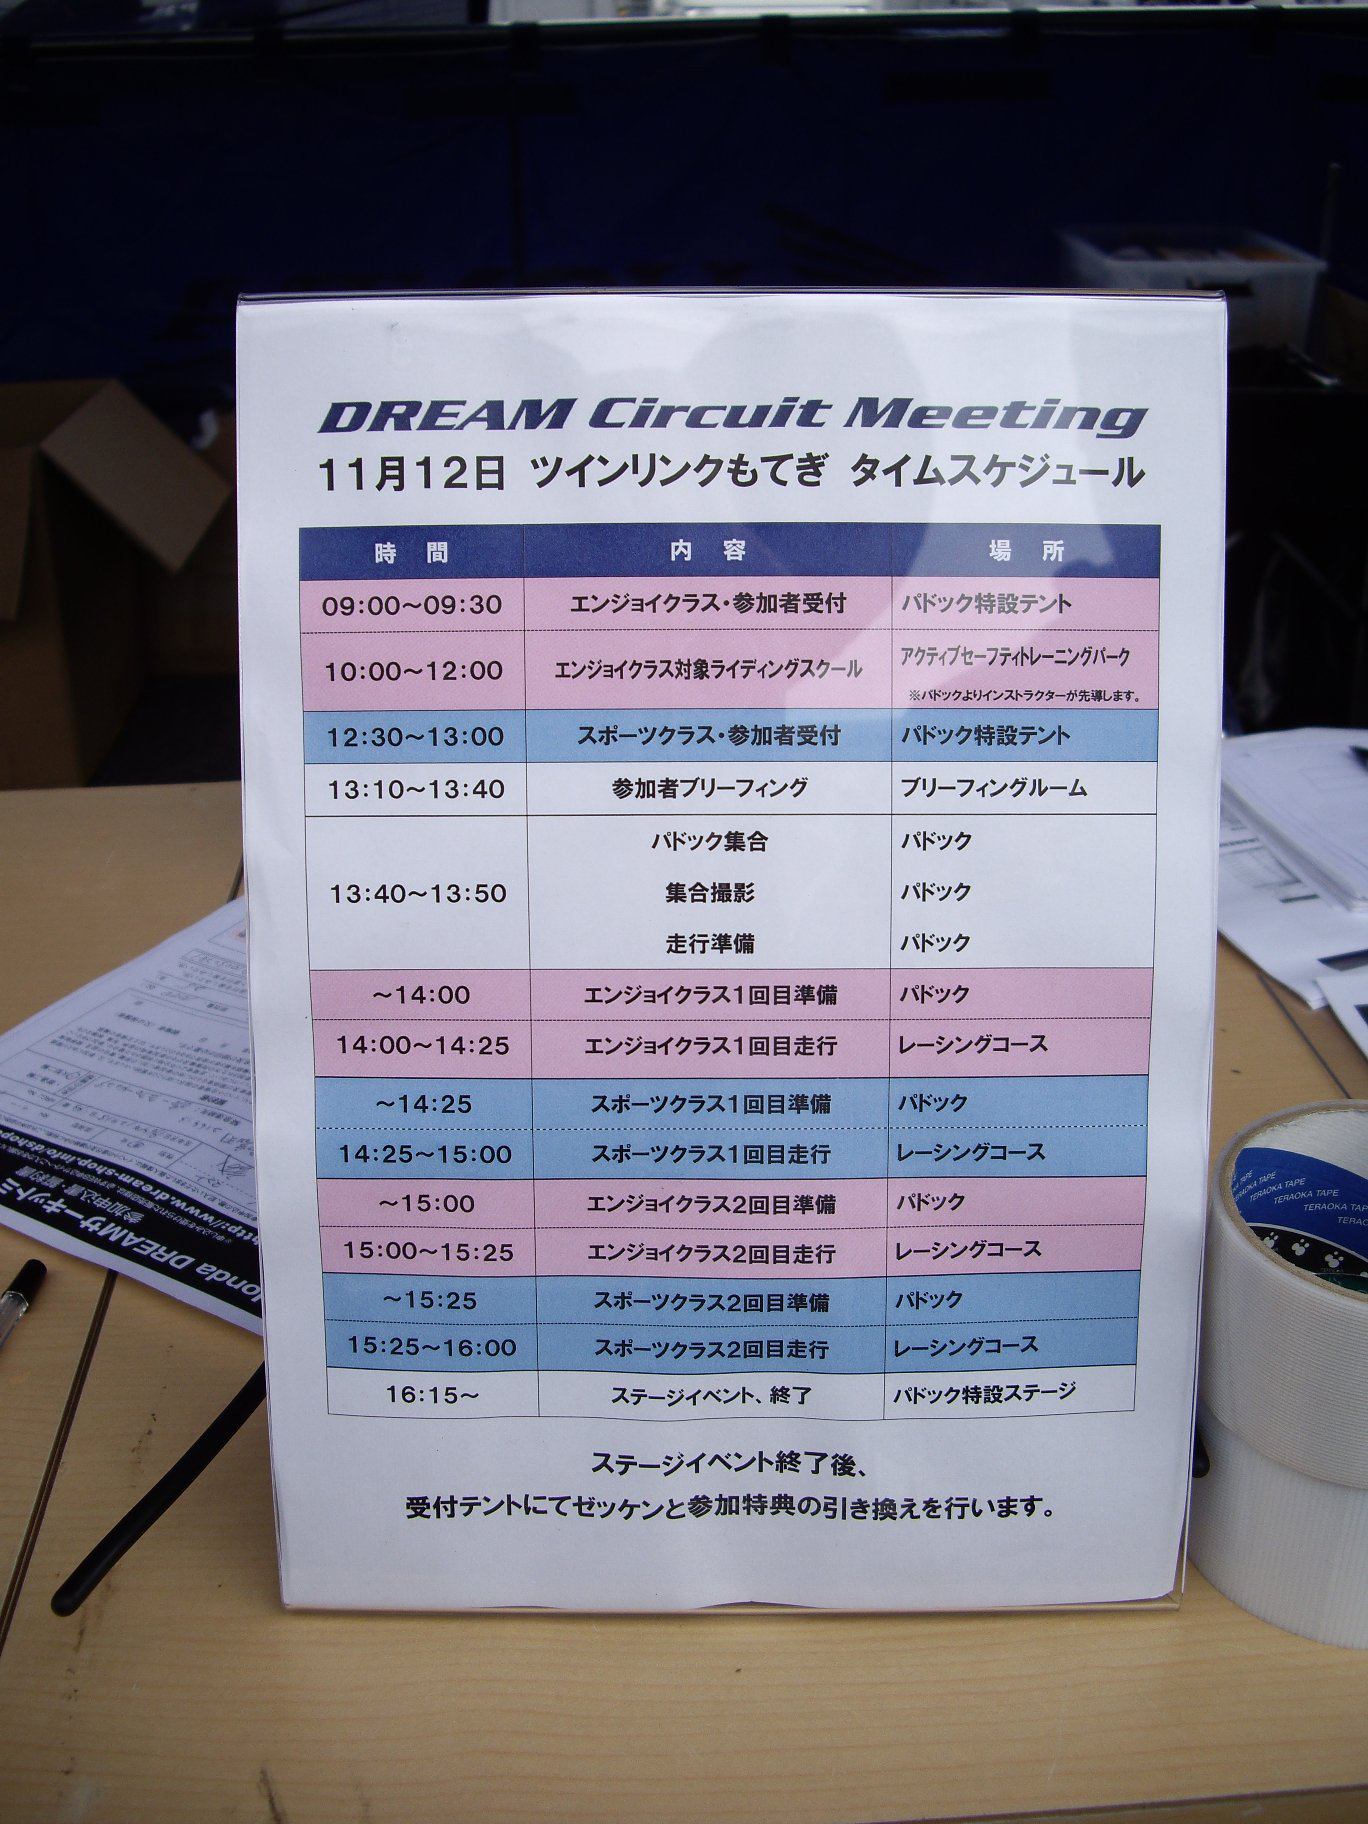 DREAM Circuit Meeting
11月12日 ツインリンクもてぎ タイムスケジュール
時 間 内 容 場 所
09:00～09:30 エンジョイクラス・参加者受付 パドック特設テント
10:00～12:00 エンジョイクラス対象ライディングスクール アクティブセーフティトレーニングパーク
※パドックよりインストラクターが先導します。
12:30～13:00 スポーツクラス・参加者受付 パドック特設テント
13:10～13:40 参加者ブリーフィング ブリーフィングルーム
パドック集合 パドック
13:40～13:50 集合撮影 パドック
走行準備 パドック
～14:00 エンジョイクラス1回目準備 パドック
14:00～14:25 エンジョイクラス1回目走行 レーシングコース
～14:25 スポーツクラス1回目準備 パドック
14:25～15:00 スポーツクラス1回目走行 レーシングコース
～15:00 エンジョイクラス2回目準備 パドック
15:00～15:25 エンジョイクラス2回目走行 レーシングコース
～15:25 スポーツクラス2回目準備 パドック
15:25～16:00 スポーツクラス2回目走行 レーシングコース
16:15～ ステージイベント、終了 パドック特設ステージ
ステージイベント終了後、
受付テントにてゼッケンと参加特典の引き換えを行います。
TERAOKA TAPE
TERAOKA TAPE
TERAOKA TAPE
Honda DREAMサーキット